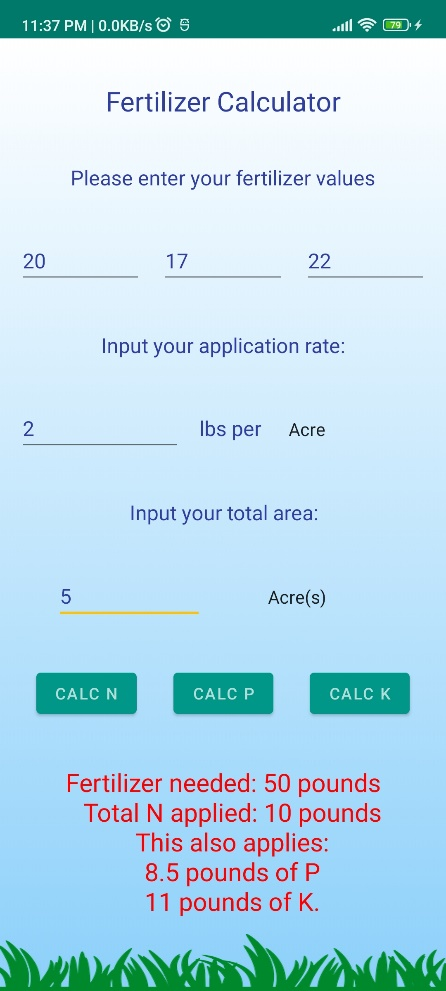 11:37 PM | 0.0KB/s
79
Fertilizer Calculator
Please enter your fertilizer values
20 17 22
Input your application rate:
2 lbs per Acre
Input your total area:
5 Acre(s)
CALC N CALC P CALC K
Fertilizer needed: 50 pounds
Total N applied: 10 pounds
This also applies:
8.5 pounds of P
11 pounds of K.